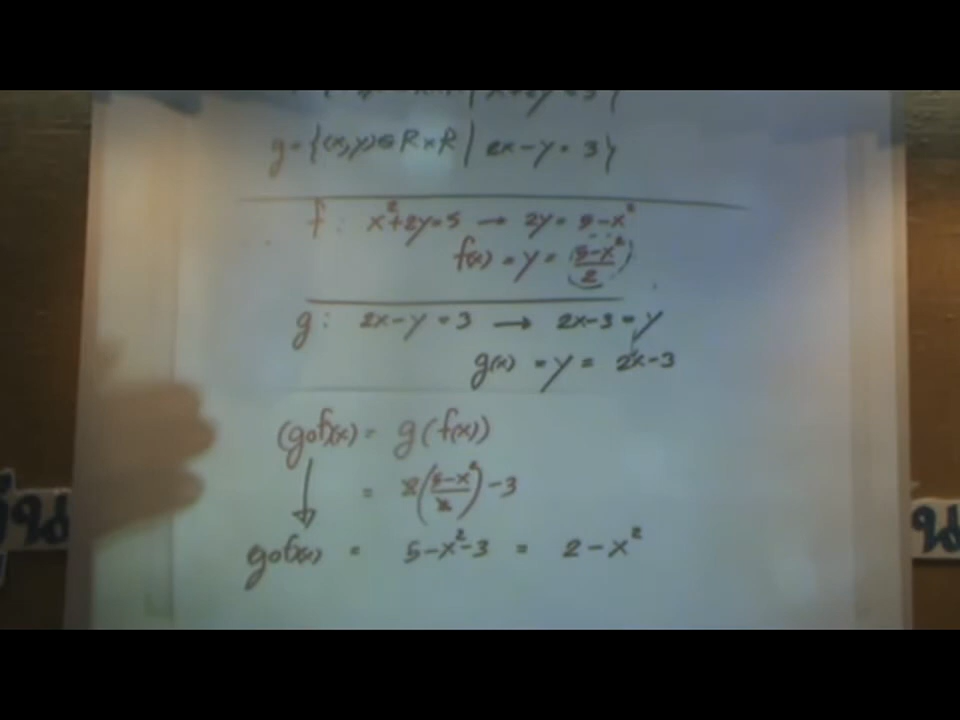 g = {(x,y)∈R×R | 2x-y = 3}
f : x²+2y=5 → 2y = 5-x²
f(x) = y = (5-x²)/2
g : 2x-y = 3 → 2x-3 = y
g(x) = y = 2x-3
(gof)(x) = g(f(x))
= 2((5-x²)/2) -3
gof(x) = 5-x²-3 = 2-x²